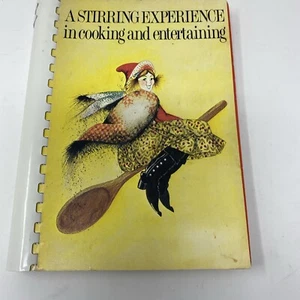 A STIRRING EXPERIENCE
in cooking and entertaining